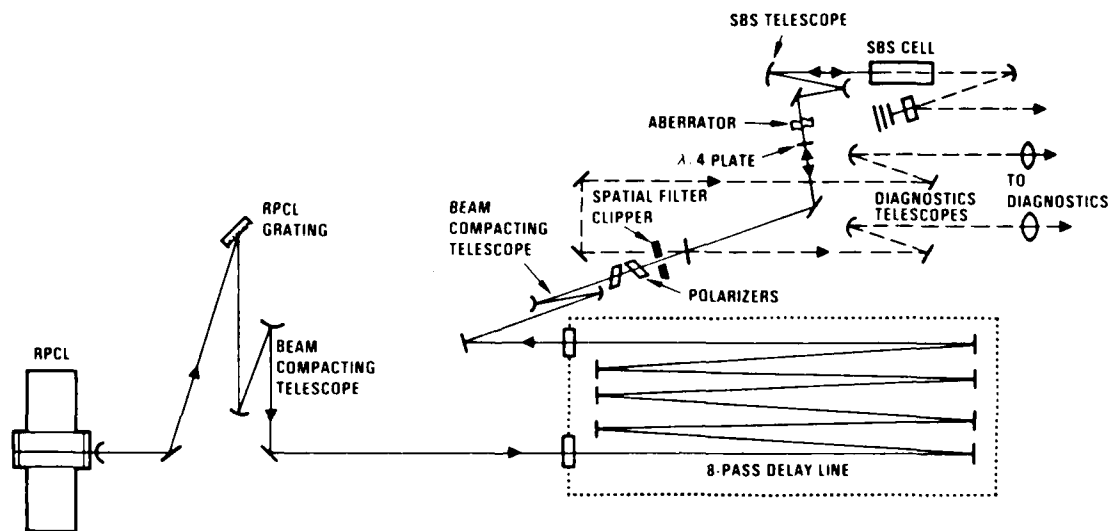 SBS TELESCOPE
SBS CELL
ABERRATOR
λ. 4 PLATE
SPATIAL FILTER
CLIPPER
TO
DIAGNOSTICS
DIAGNOSTICS
TELESCOPES
RPCL
GRATING
BEAM
COMPACTING
TELESCOPE
POLARIZERS
RPCL
BEAM
COMPACTING
TELESCOPE
8-PASS DELAY LINE